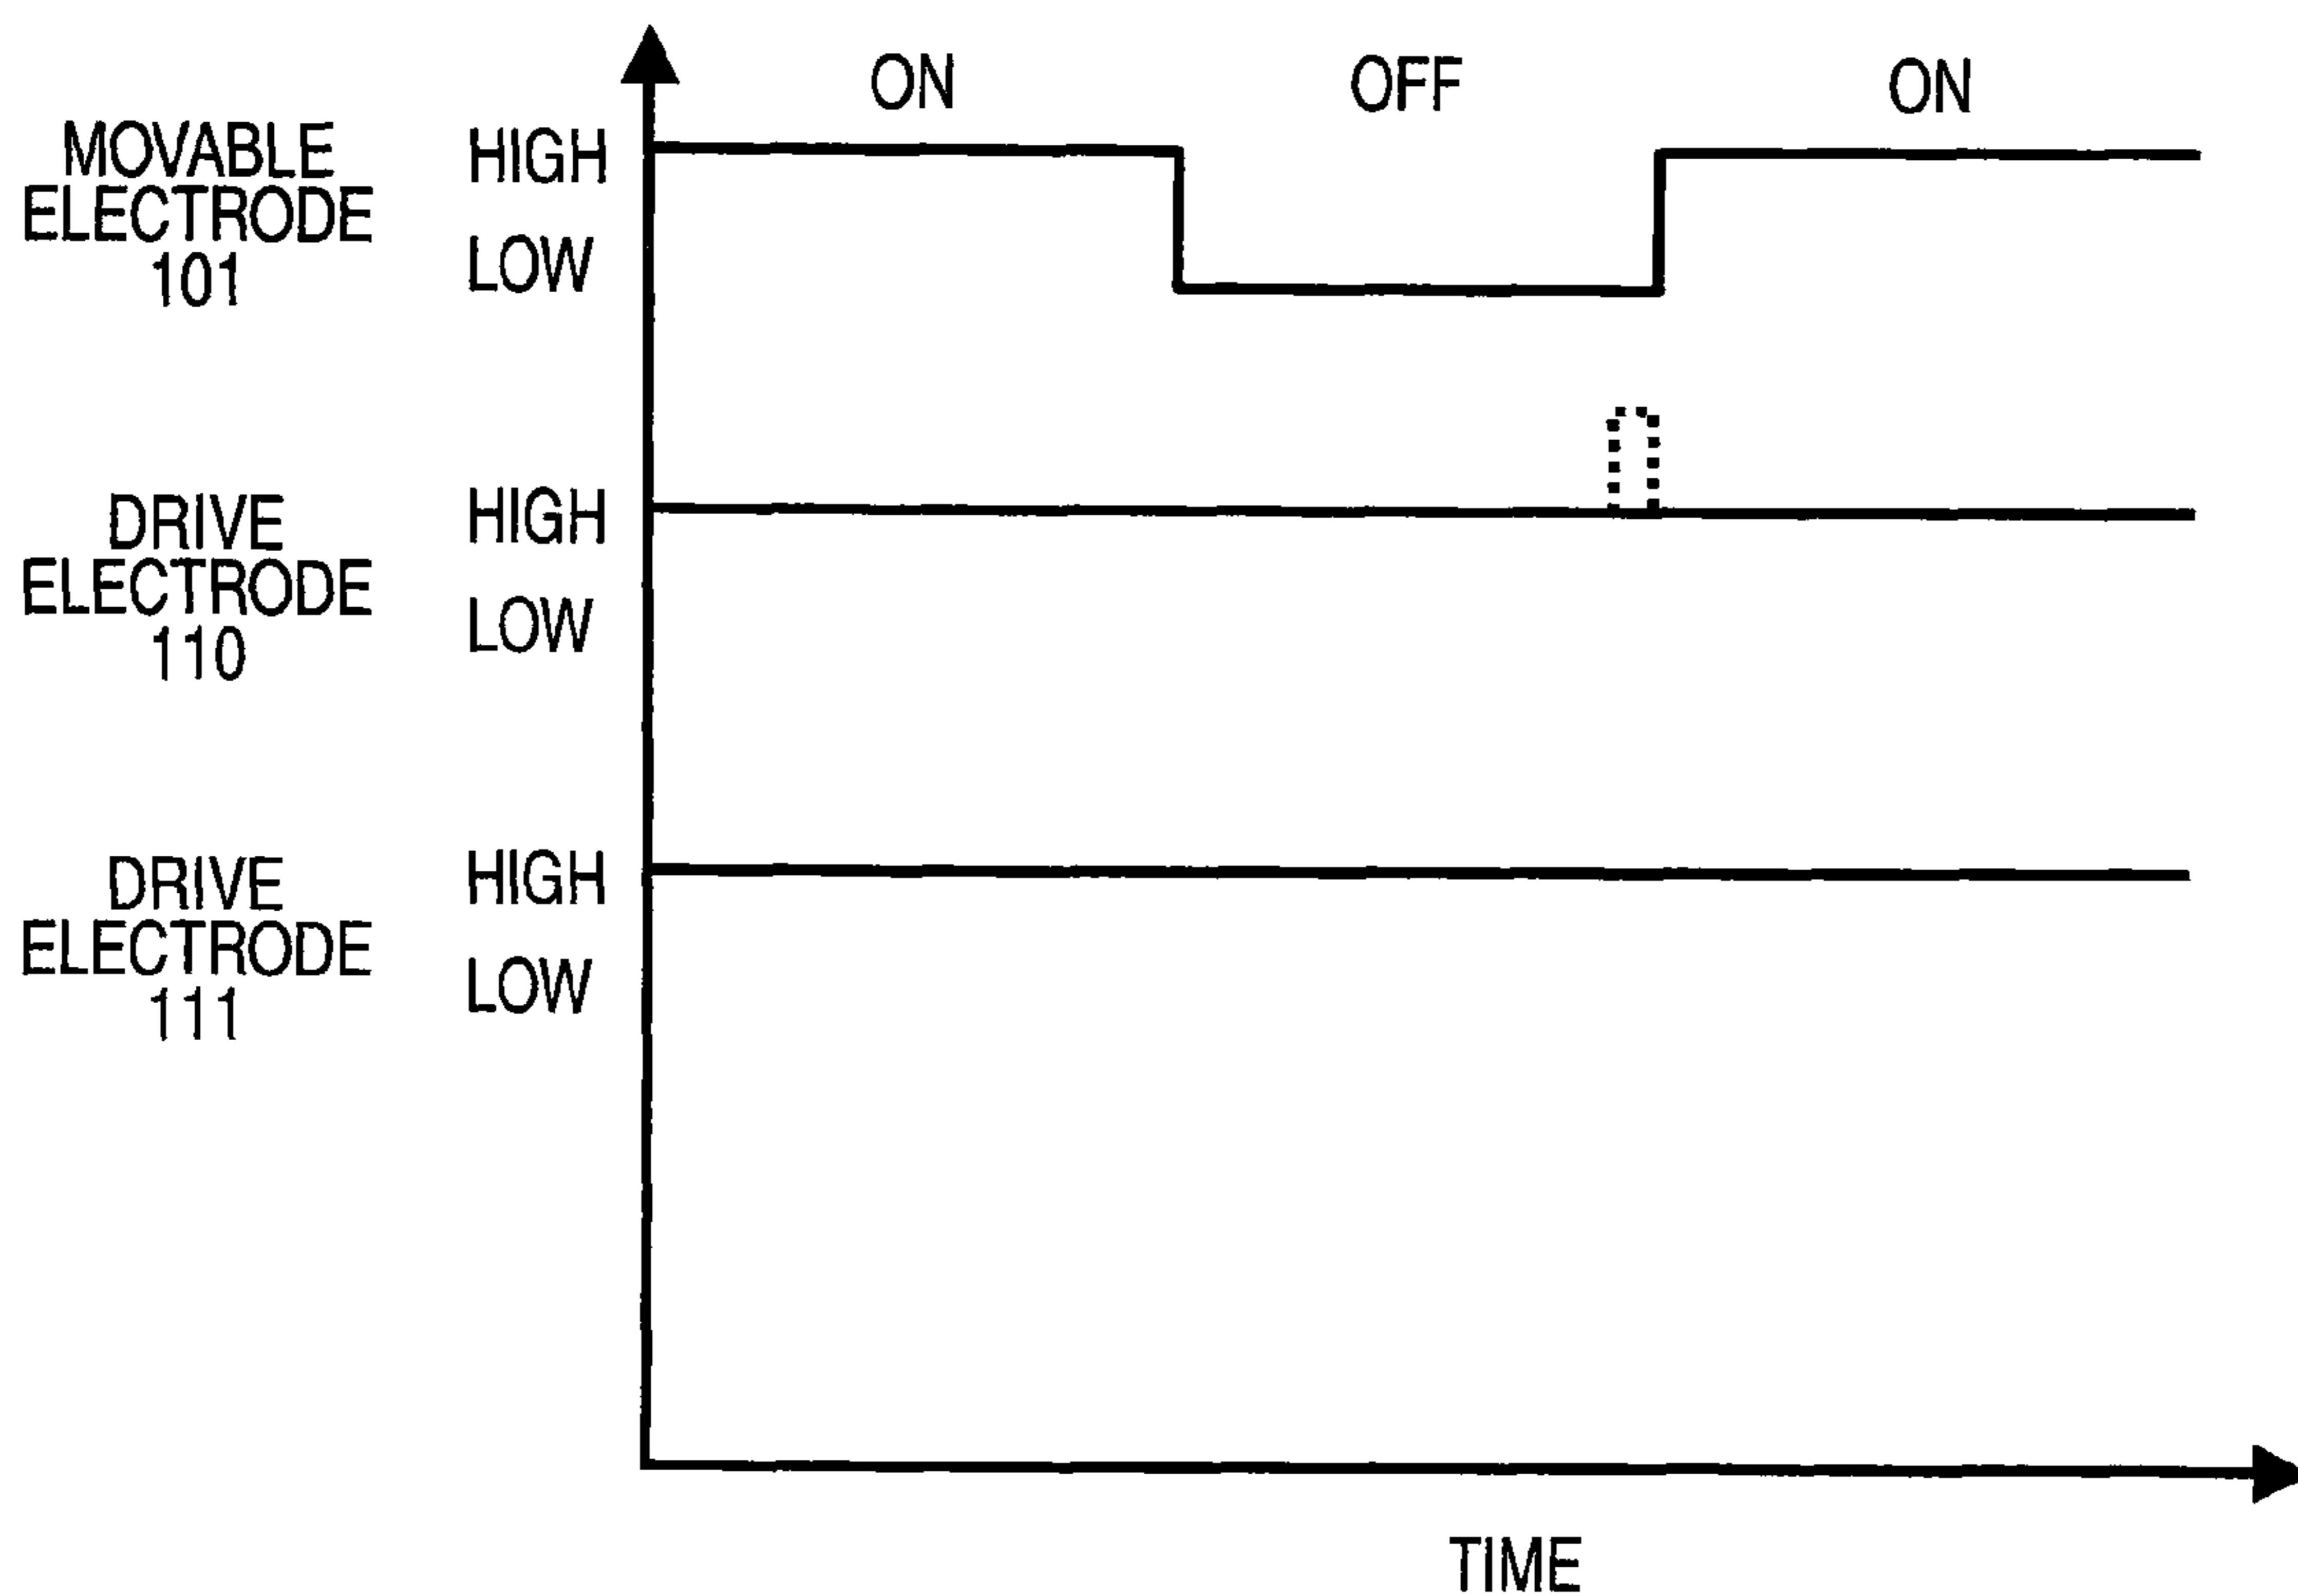 ON
OFF
ON
MOVABLE
ELECTRODE
101
HIGH
LOW
DRIVE
ELECTRODE
110
HIGH
LOW
DRIVE
ELECTRODE
111
HIGH
LOW
TIME